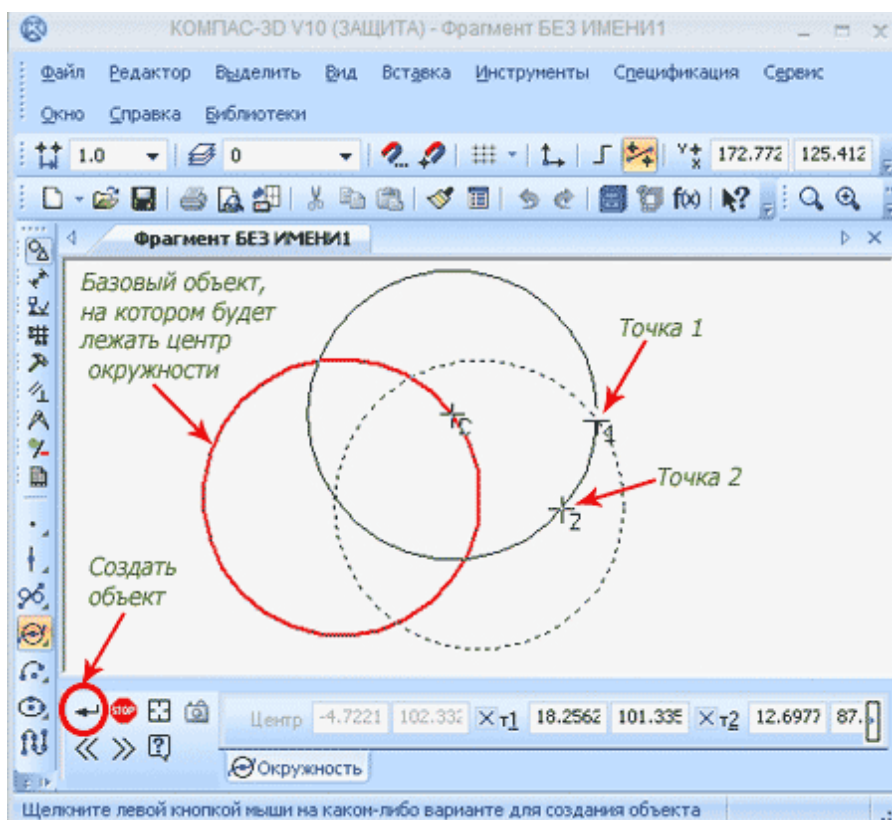 КОМПАС-3D V10 (ЗАЩИТА) - Фрагмент БЕЗ ИМЕНИ1
Файл Редактор Выделить Вид Вставка Инструменты Спецификация Сервис
Окно Справка Библиотеки
1.0 0 Y X 172.772 125.412
f(x) ?
Фрагмент БЕЗ ИМЕНИ1
Базовый объект,
на котором будет
лежать центр
окружности
Точка 1
C
1
Точка 2
2
Создать
объект
STOP
Центр -4.7221 102.332 т1 18.2562 101.335 т2 12.6977 87.
?
Окружность
Щелкните левой кнопкой мыши на каком-либо варианте для создания объекта